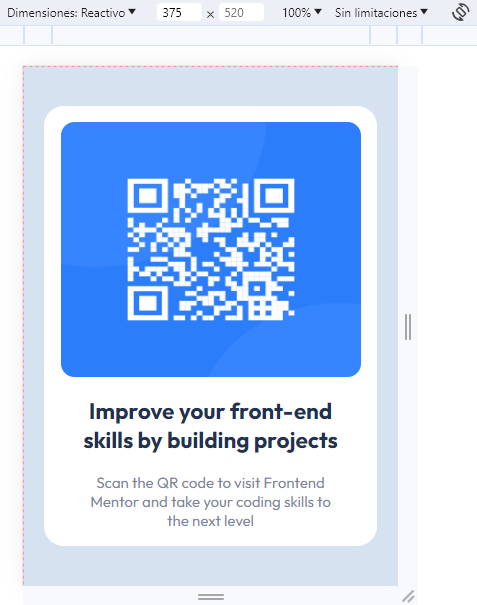 Dimensiones: Reactivo 375 × 520 100% Sin limitaciones
Improve your front-end
skills by building projects
Scan the QR code to visit Frontend
Mentor and take your coding skills to
the next level